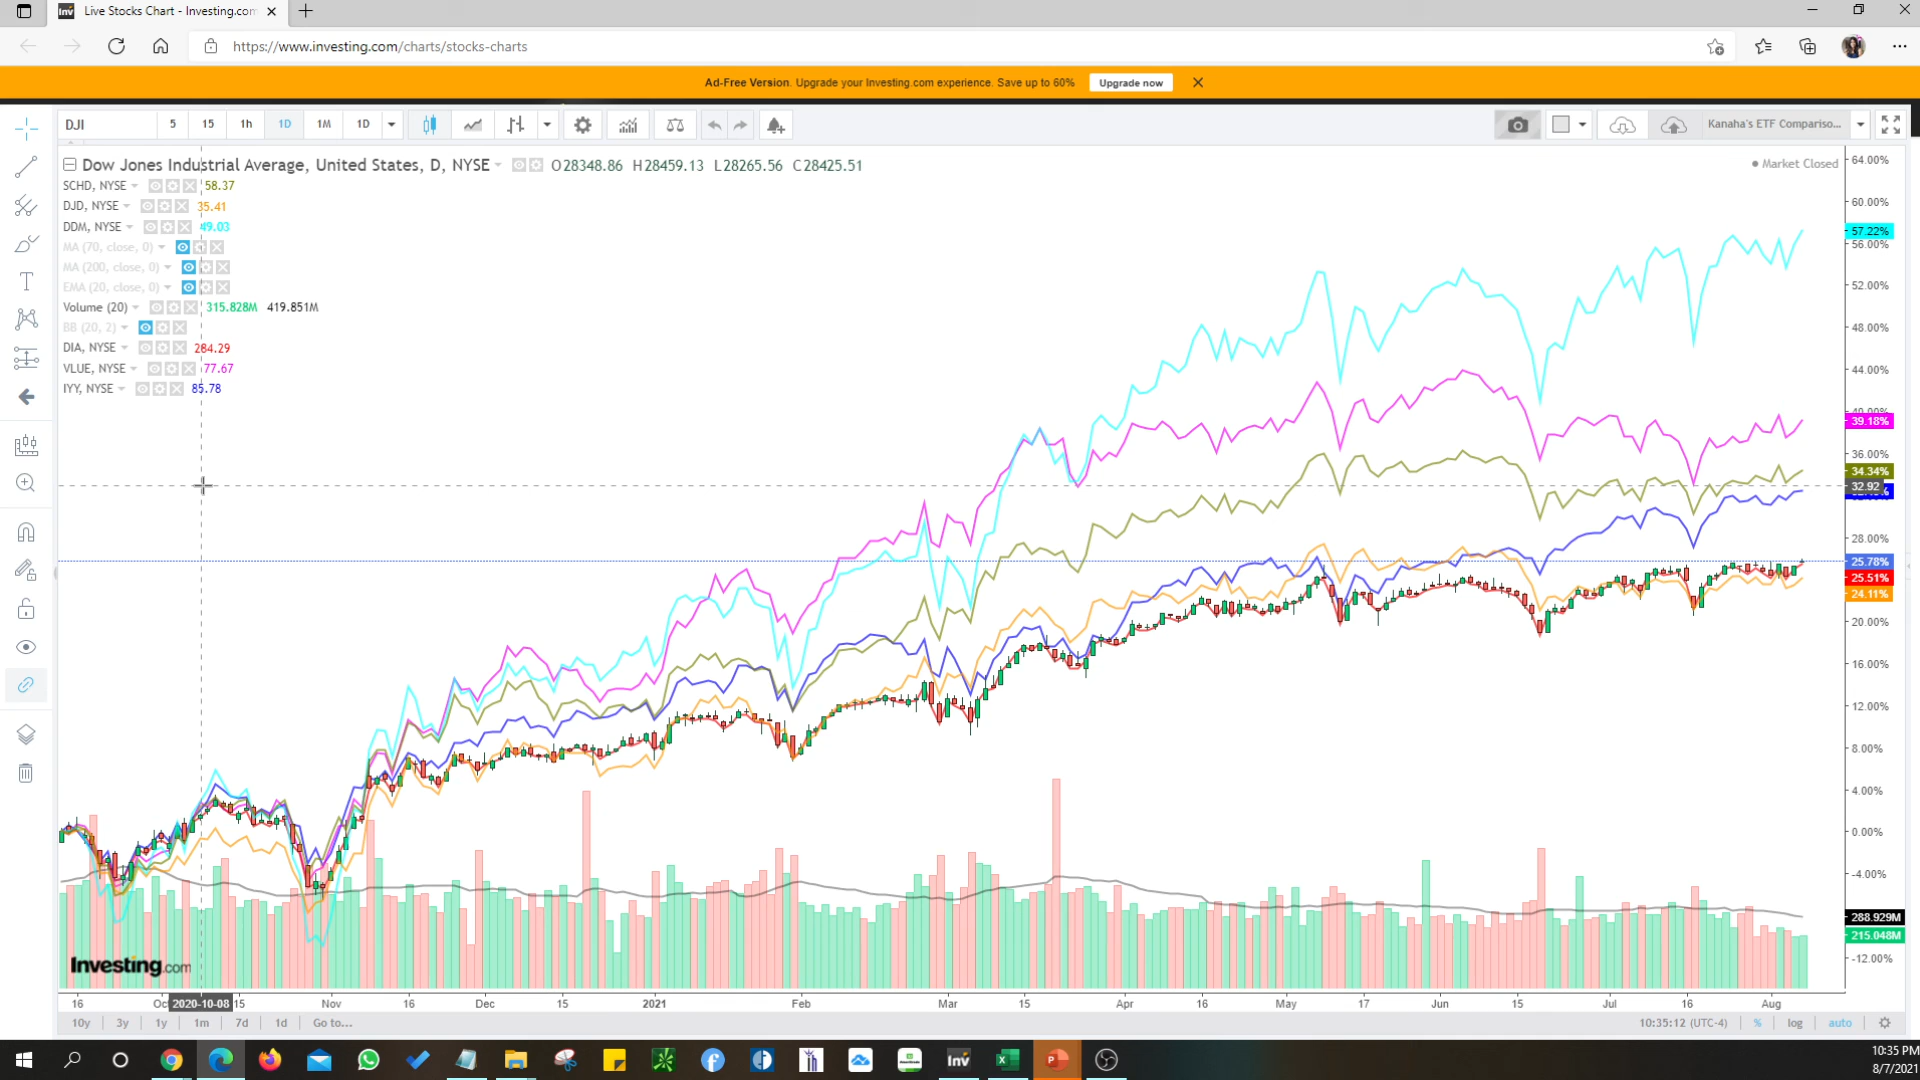 Live Stocks Chart - Investing.com
https://www.investing.com/charts/stocks-charts
Ad-Free Version. Upgrade your Investing.com experience. Save up to 60% Upgrade now
DJI 5 15 1h 1D 1M 1D Kanaha's ETF Compariso...
Dow Jones Industrial Average, United States, D, NYSE O28348.86 H28459.13 L28265.56 C28425.51
Market Closed
SCHD, NYSE 58.37
DJD, NYSE 35.41
DDM, NYSE 49.03
MA (70, close, 0)
MA (200, close, 0)
EMA (20, close, 0)
Volume (20) 315.828M 419.851M
BB (20, 2)
DIA, NYSE 284.29
VLUE, NYSE 77.67
IYY, NYSE 85.78
64.00%
60.00%
57.22%
56.00%
52.00%
48.00%
44.00%
40.00%
39.18%
36.00%
34.34%
32.92
28.00%
25.78%
25.51%
24.11%
20.00%
16.00%
12.00%
8.00%
4.00%
0.00%
-4.00%
288.929M
215.048M
-12.00%
Investing.com
16 2020-10-08 15 Nov 16 Dec 15 2021 Feb Mar 15 Apr 16 May 17 Jun 15 Jul 16 Aug
10y 3y 1y 1m 7d 1d Go to... 10:35:12 (UTC-4) % log auto
10:35 PM
8/7/2021